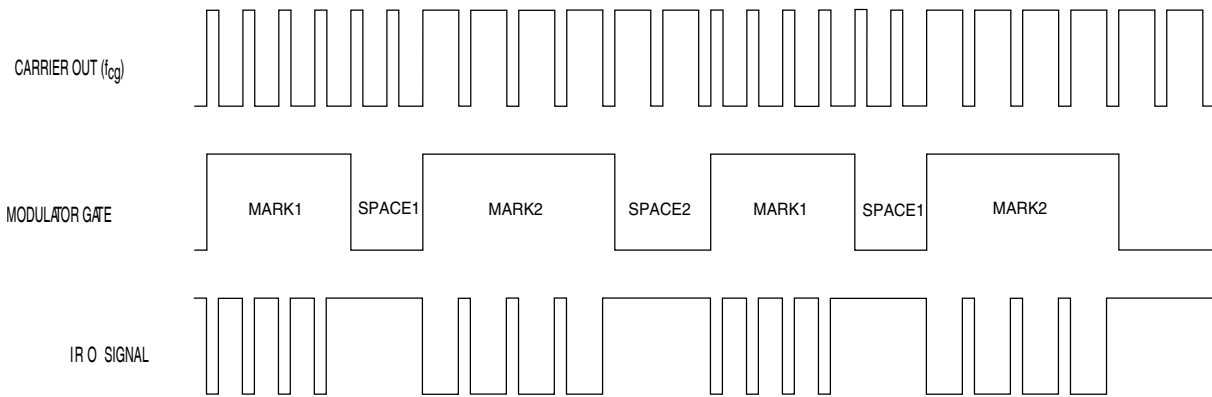 CARRIER OUT (fcg)
MODULATOR GATE
MARK1 SPACE1 MARK2 SPACE2 MARK1 SPACE1 MARK2
IR O SIGNAL